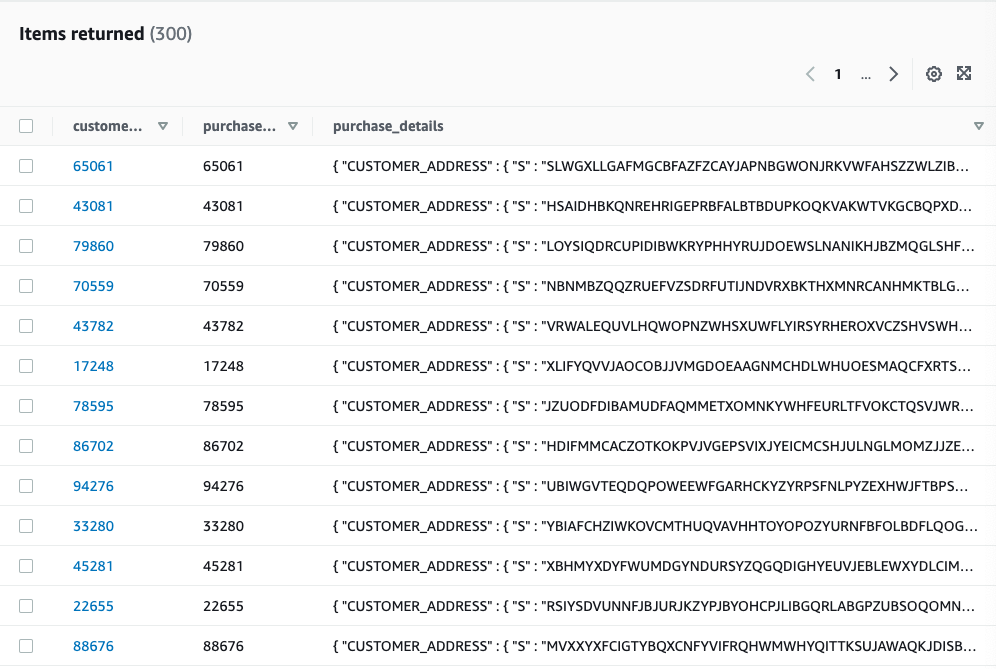 Items returned (300)
1 ...
custome... purchase... purchase_details
65061 65061 { "CUSTOMER_ADDRESS" : { "S" : "SLWGXLLGAFMGCBFAZFZCAYJAPNBGWONJRKVWFAHSZZWLZIB...
43081 43081 { "CUSTOMER_ADDRESS" : { "S" : "HSAIDHBKQNREHRIGEPRBFALBTBDUPKOQKVAKWTVKGCBQPXD...
79860 79860 { "CUSTOMER_ADDRESS" : { "S" : "LOYSIQDRCUPIDIBWKRYPHHYRUJDOEWSLNANIKHJBZMQGLSHF...
70559 70559 { "CUSTOMER_ADDRESS" : { "S" : "NBNMBZQQZRUEFVZSDRFUTIJNDVRXBKTHXMNRCANHMKTBLG...
43782 43782 { "CUSTOMER_ADDRESS" : { "S" : "VRWALEQUVLHQWOPNZWHSXUWFLYIRSYRHEROXVCZSHVSWH...
17248 17248 { "CUSTOMER_ADDRESS" : { "S" : "XLIFYQVVJAOCOBJJVMGDOEAAGNMCHDLWHUOESMAQCFXRTS...
78595 78595 { "CUSTOMER_ADDRESS" : { "S" : "JZUODFDIBAMUDFAQMMETXOMNKYWHFEURLTFVOKCTQSVJWR...
86702 86702 { "CUSTOMER_ADDRESS" : { "S" : "HDIFMMCACZOTKOKPVJVGEPSVIXJYEICMCSHJULNGLMOMZJJZE...
94276 94276 { "CUSTOMER_ADDRESS" : { "S" : "UBIWGVTEQDQPOWEEWFGARHCKYZYRPSFNLPYZEXHWJFTBPS...
33280 33280 { "CUSTOMER_ADDRESS" : { "S" : "YBIAFCHZIWKOVCMTHUQVAVHHTOYOPOZYURNFBFOLBDFLQOG...
45281 45281 { "CUSTOMER_ADDRESS" : { "S" : "XBHMYXDYFWUMDGYNDURSYZQGQDIGHYEUVJEBLEWXYDLCIM...
22655 22655 { "CUSTOMER_ADDRESS" : { "S" : "RSIYSDVUNNFJBJURJKZYPJBYOHCPJLIBGQRLABGPZUBSOQOMN...
88676 88676 { "CUSTOMER_ADDRESS" : { "S" : "MVXXYXFCIGTYBQXCNFYVIFRQHWMWHYQITTKSUJAWAQKJDISB...